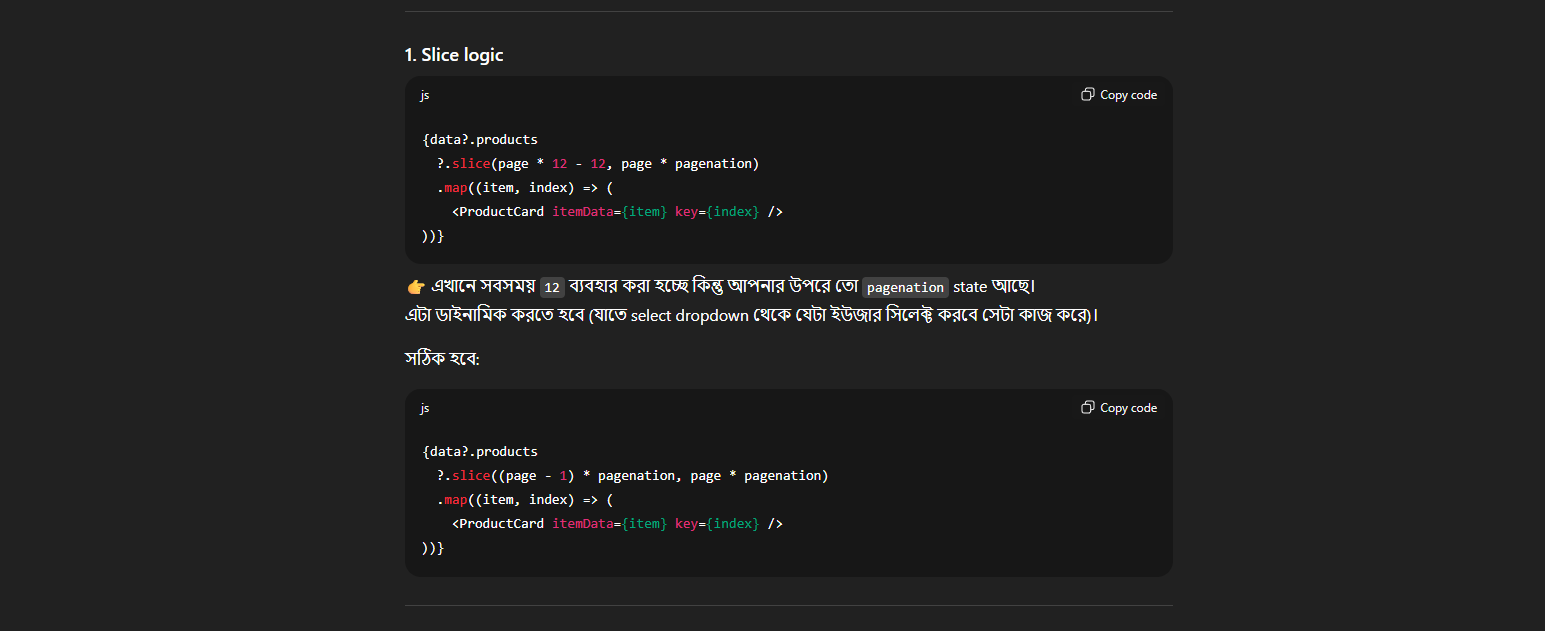 1. Slice logic
js
Copy code
{data?.products
?.slice(page * 12 - 12, page * pagenation)
.map((item, index) => (
<ProductCard itemData={item} key={index} />
))}
👉 এখানে সবসময় 12 ব্যবহার করা হচ্ছে কিন্তু আপনার উপরে তো pagenation state আছে।
এটা ডাইনামিক করতে হবে (যাতে select dropdown থেকে যেটা ইউজার সিলেক্ট করবে সেটা কাজ করে)।
সঠিক হবে:
js
Copy code
{data?.products
?.slice((page - 1) * pagenation, page * pagenation)
.map((item, index) => (
<ProductCard itemData={item} key={index} />
))}